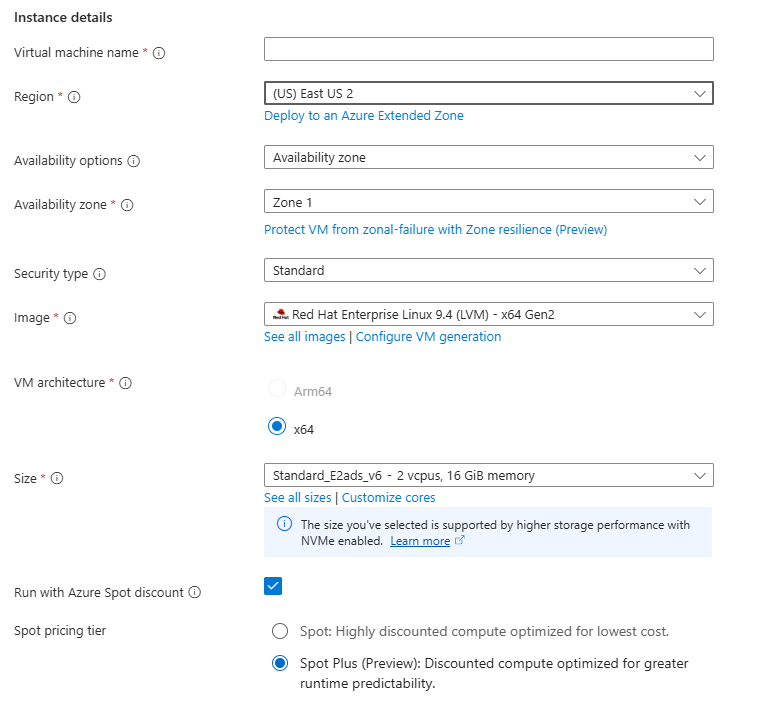 Instance details
Virtual machine name *
Region *
(US) East US 2
Deploy to an Azure Extended Zone
Availability options
Availability zone
Availability zone *
Zone 1
Protect VM from zonal-failure with Zone resilience (Preview)
Security type
Standard
Image *
Red Hat
Red Hat Enterprise Linux 9.4 (LVM) - x64 Gen2
See all images | Configure VM generation
VM architecture *
Arm64
x64
Size *
Standard_E2ads_v6 - 2 vcpus, 16 GiB memory
See all sizes | Customize cores
The size you've selected is supported by higher storage performance with
NVMe enabled. Learn more
Run with Azure Spot discount
Spot pricing tier
Spot: Highly discounted compute optimized for lowest cost.
Spot Plus (Preview): Discounted compute optimized for greater
runtime predictability.